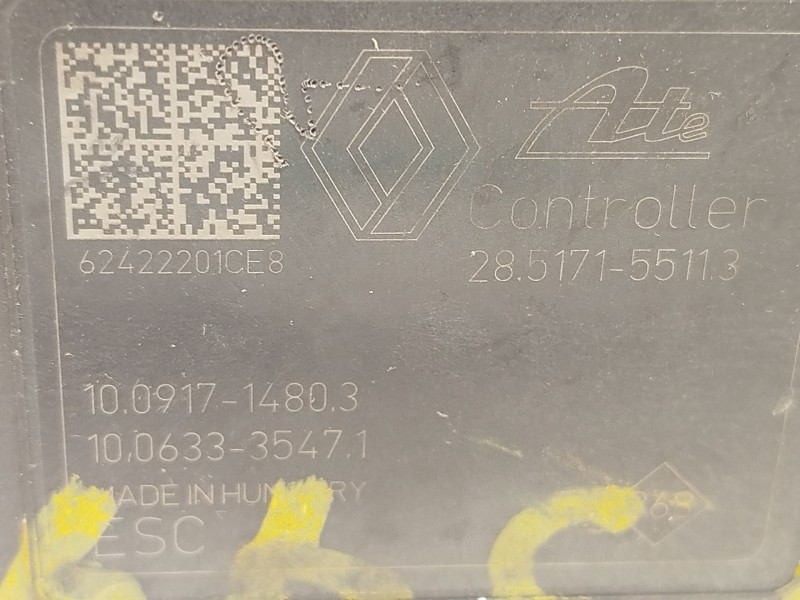 Ate
Controller
62422201CE8
28.5171-5511.3
10.0917-1480.3
10.0633-3547.1
MADE IN HUNGARY
ESC